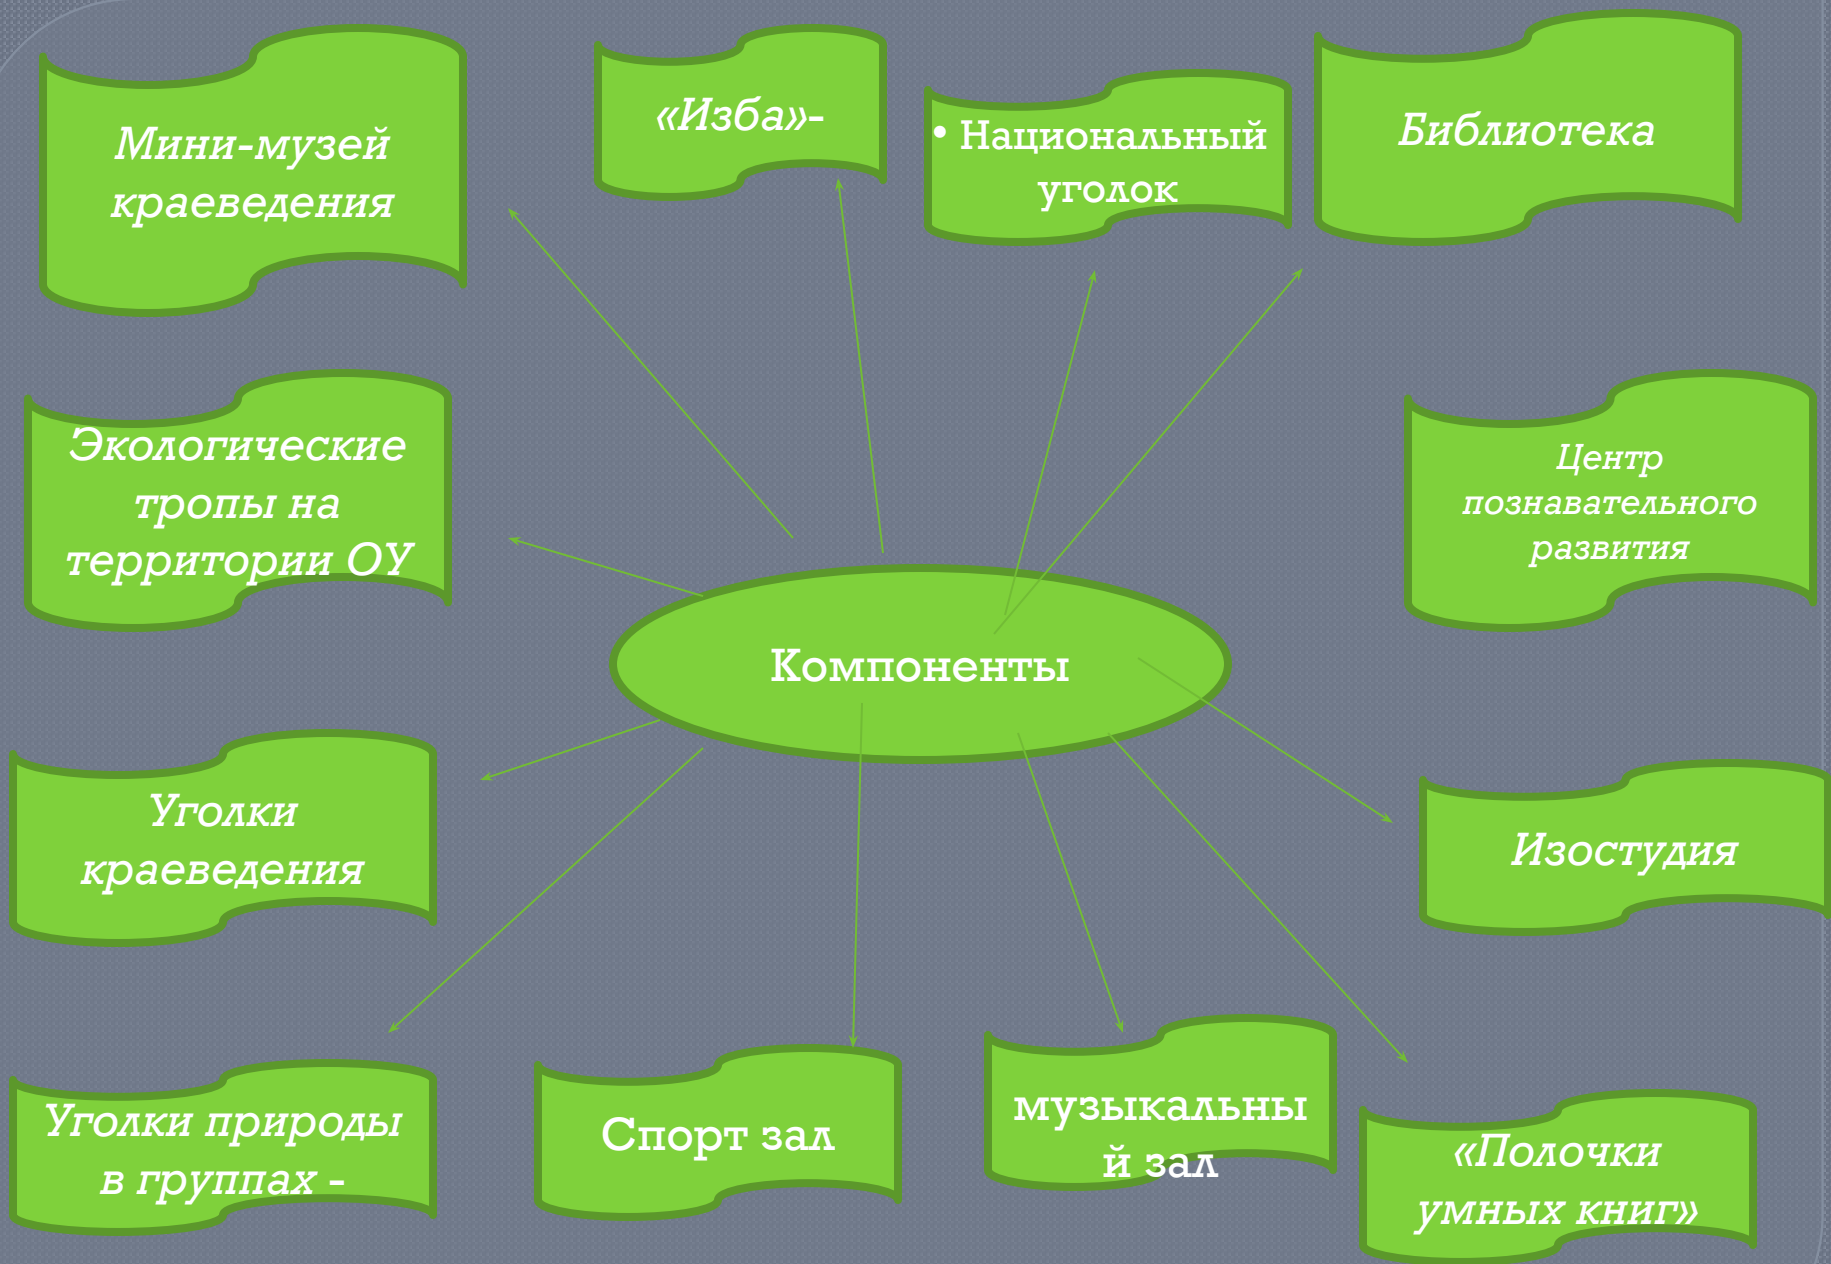 Мини-музей
краеведения
«Изба»-
• Национальный
уголок
Библиотека
Экологические
тропы на
территории ОУ
Центр
познавательного
развития
Компоненты
Уголки
краеведения
Изостудия
Уголки природы
в группах -
Спорт зал
музыкальны
й зал
«Полочки
умных книг»